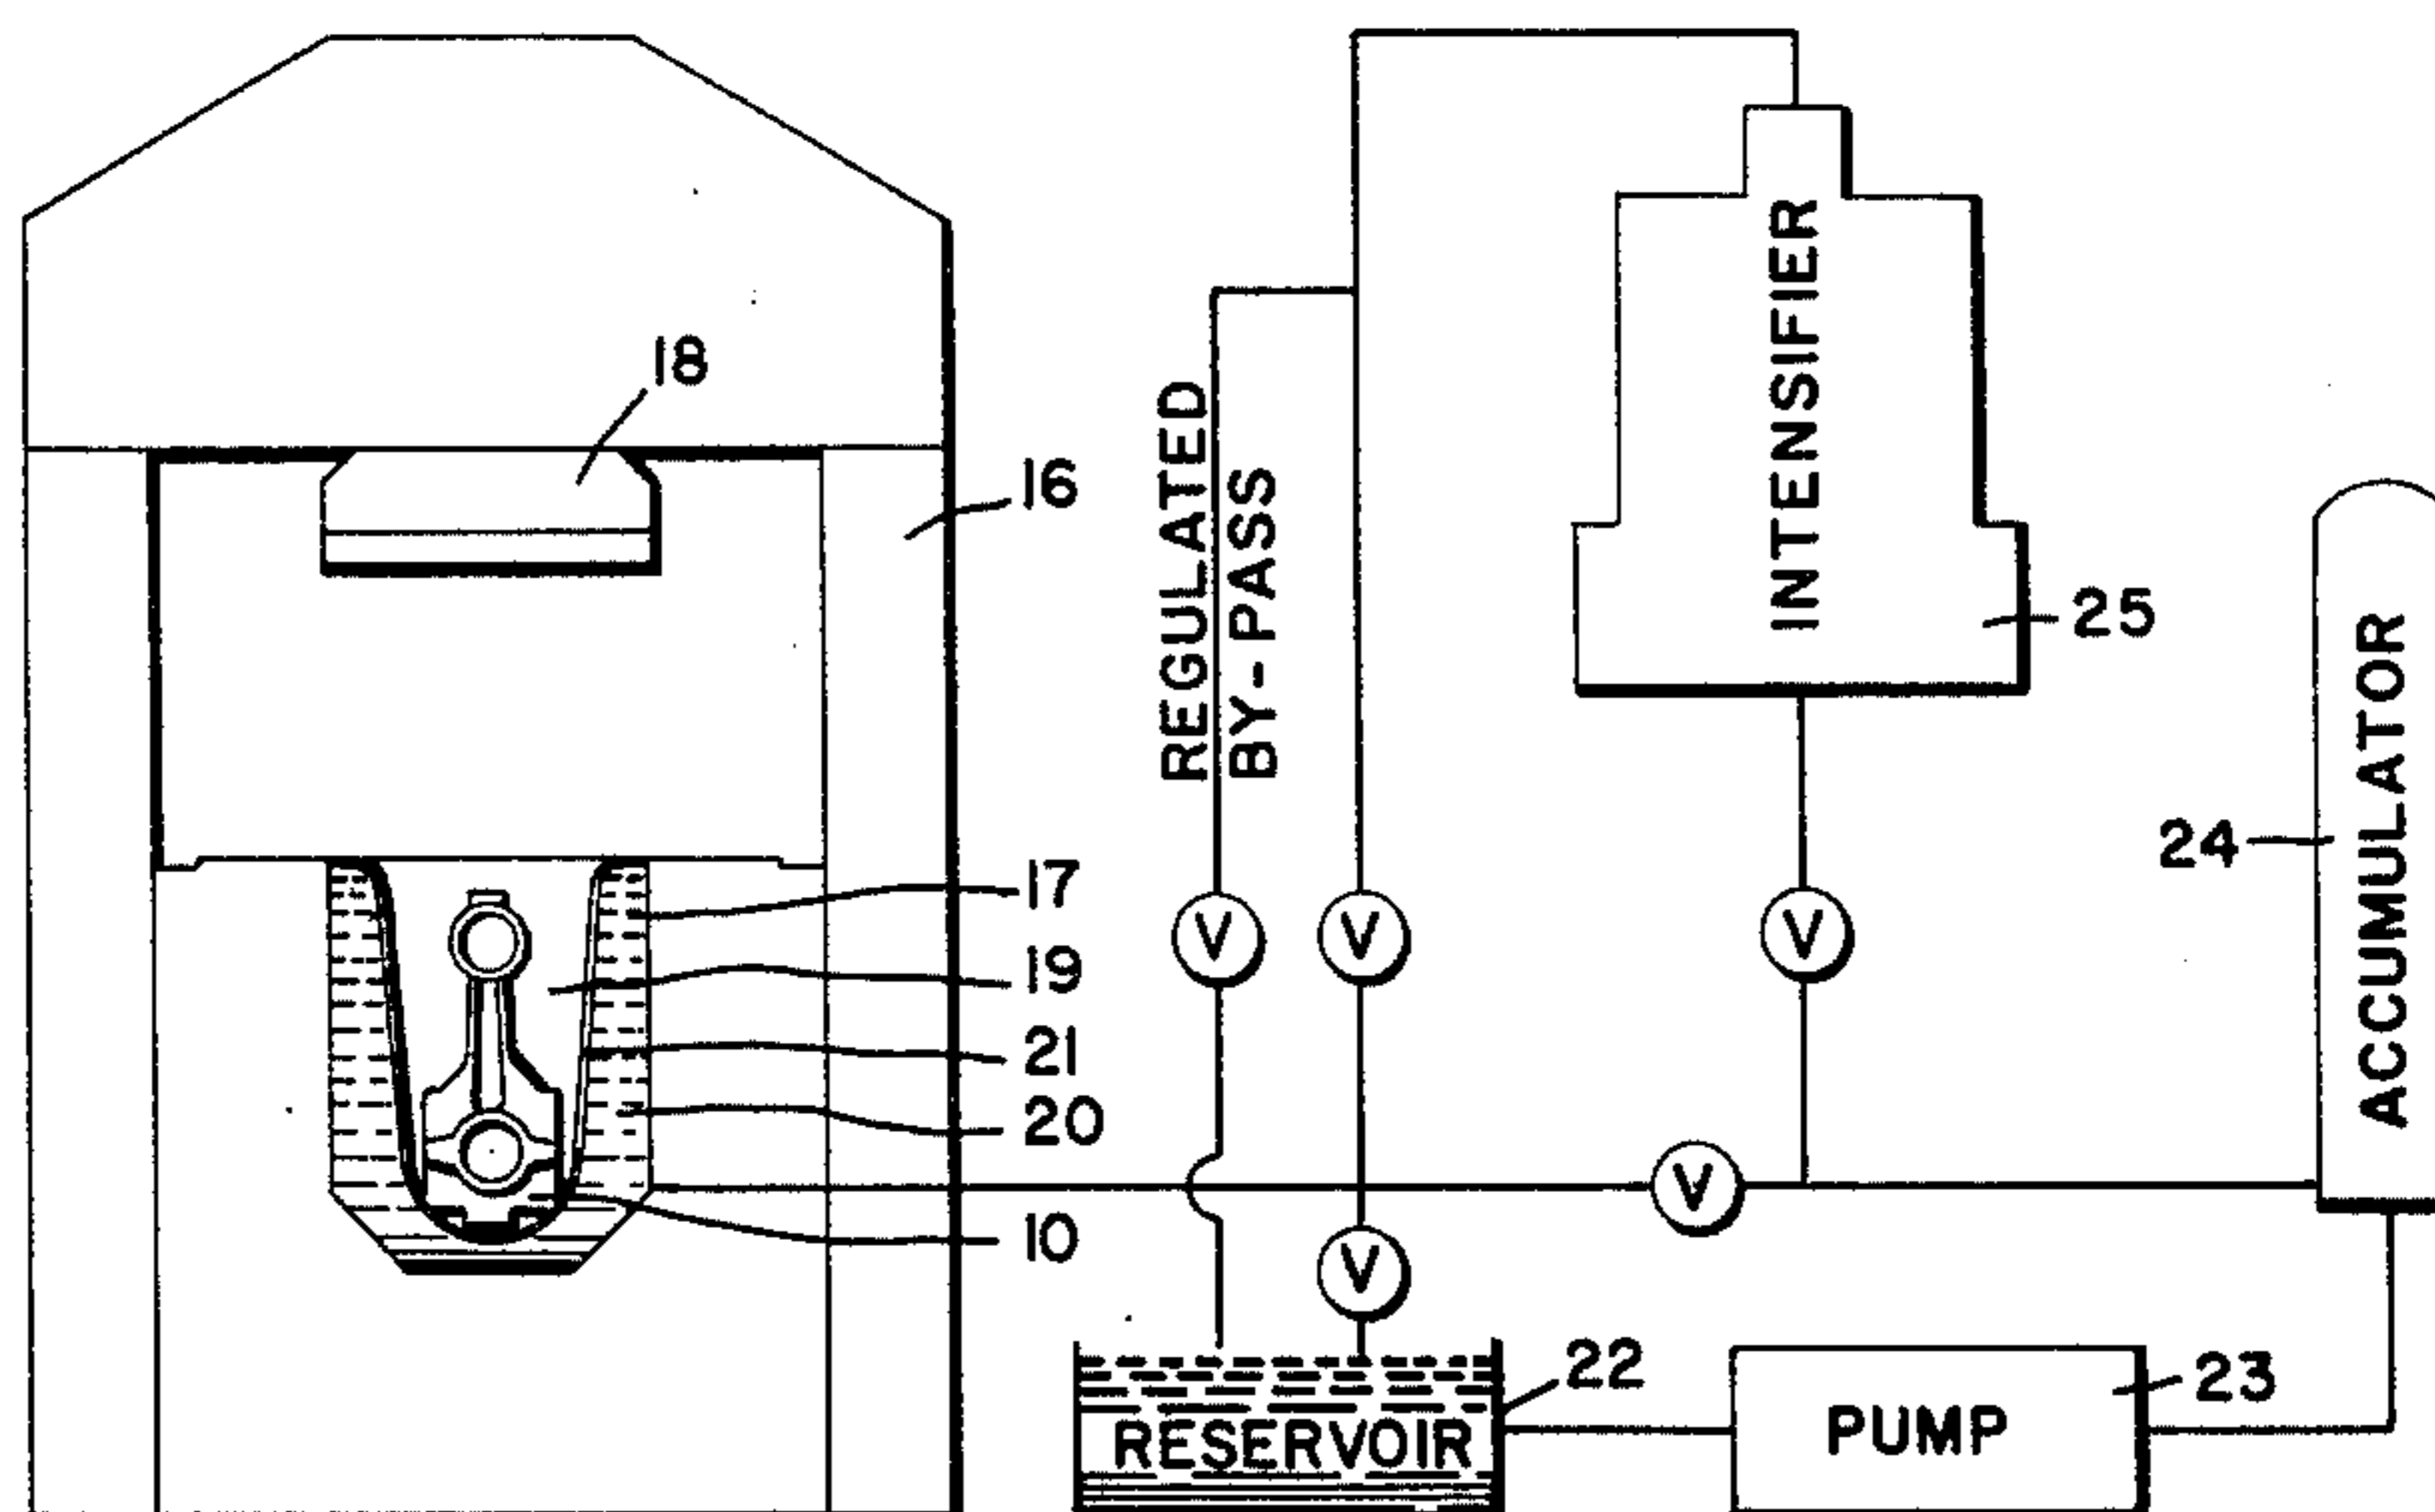 18
16
17
19
21
20
10
REGULATED
BY-PASS
INTENSIFIER
25
24
ACCUMULATOR
V
V
V
V
V
RESERVOIR
22
PUMP
23